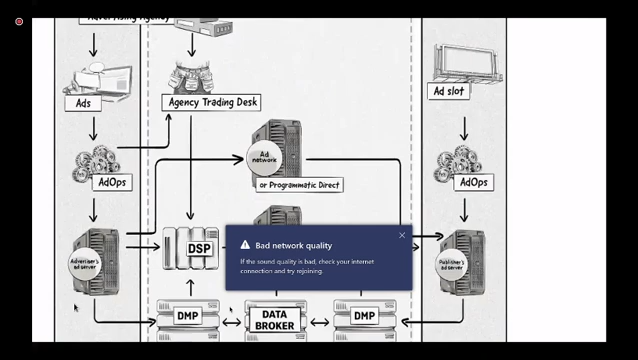 Advertising Agency
Ads
Agency Trading Desk
Ad slot
Ad
network
or Programmatic Direct
AdOps
AdOps
Advertiser's
ad server
DSP
Bad network quality
If the sound quality is bad, check your internet
connection and try rejoining.
Publisher's
ad server
DMP
DATA
BROKER
DMP